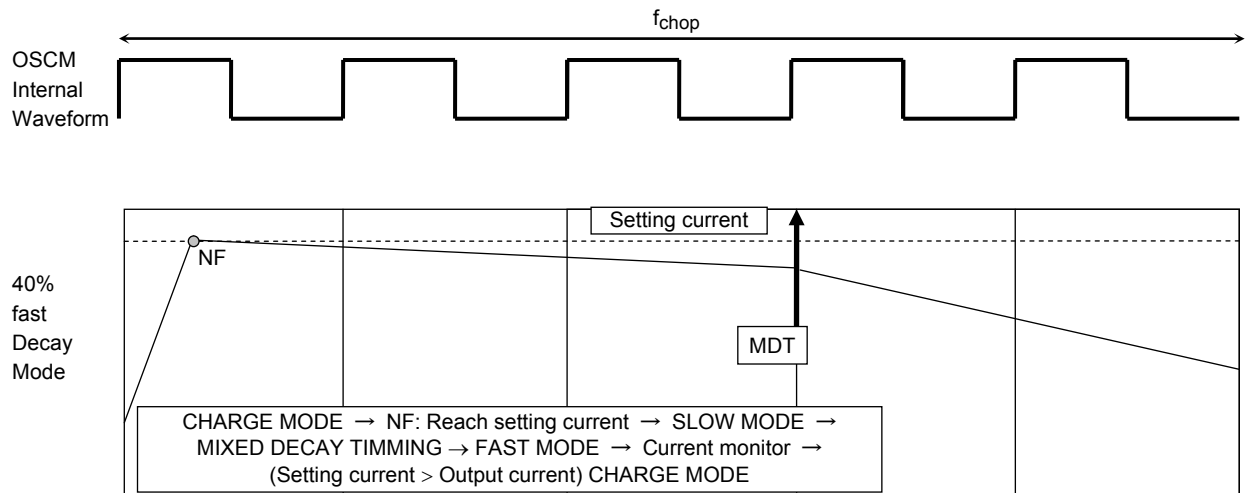 fchop
OSCM
Internal
Waveform
Setting current
NF
40%
fast
Decay
Mode
MDT
CHARGE MODE → NF: Reach setting current → SLOW MODE →
MIXED DECAY TIMMING → FAST MODE → Current monitor →
(Setting current > Output current) CHARGE MODE